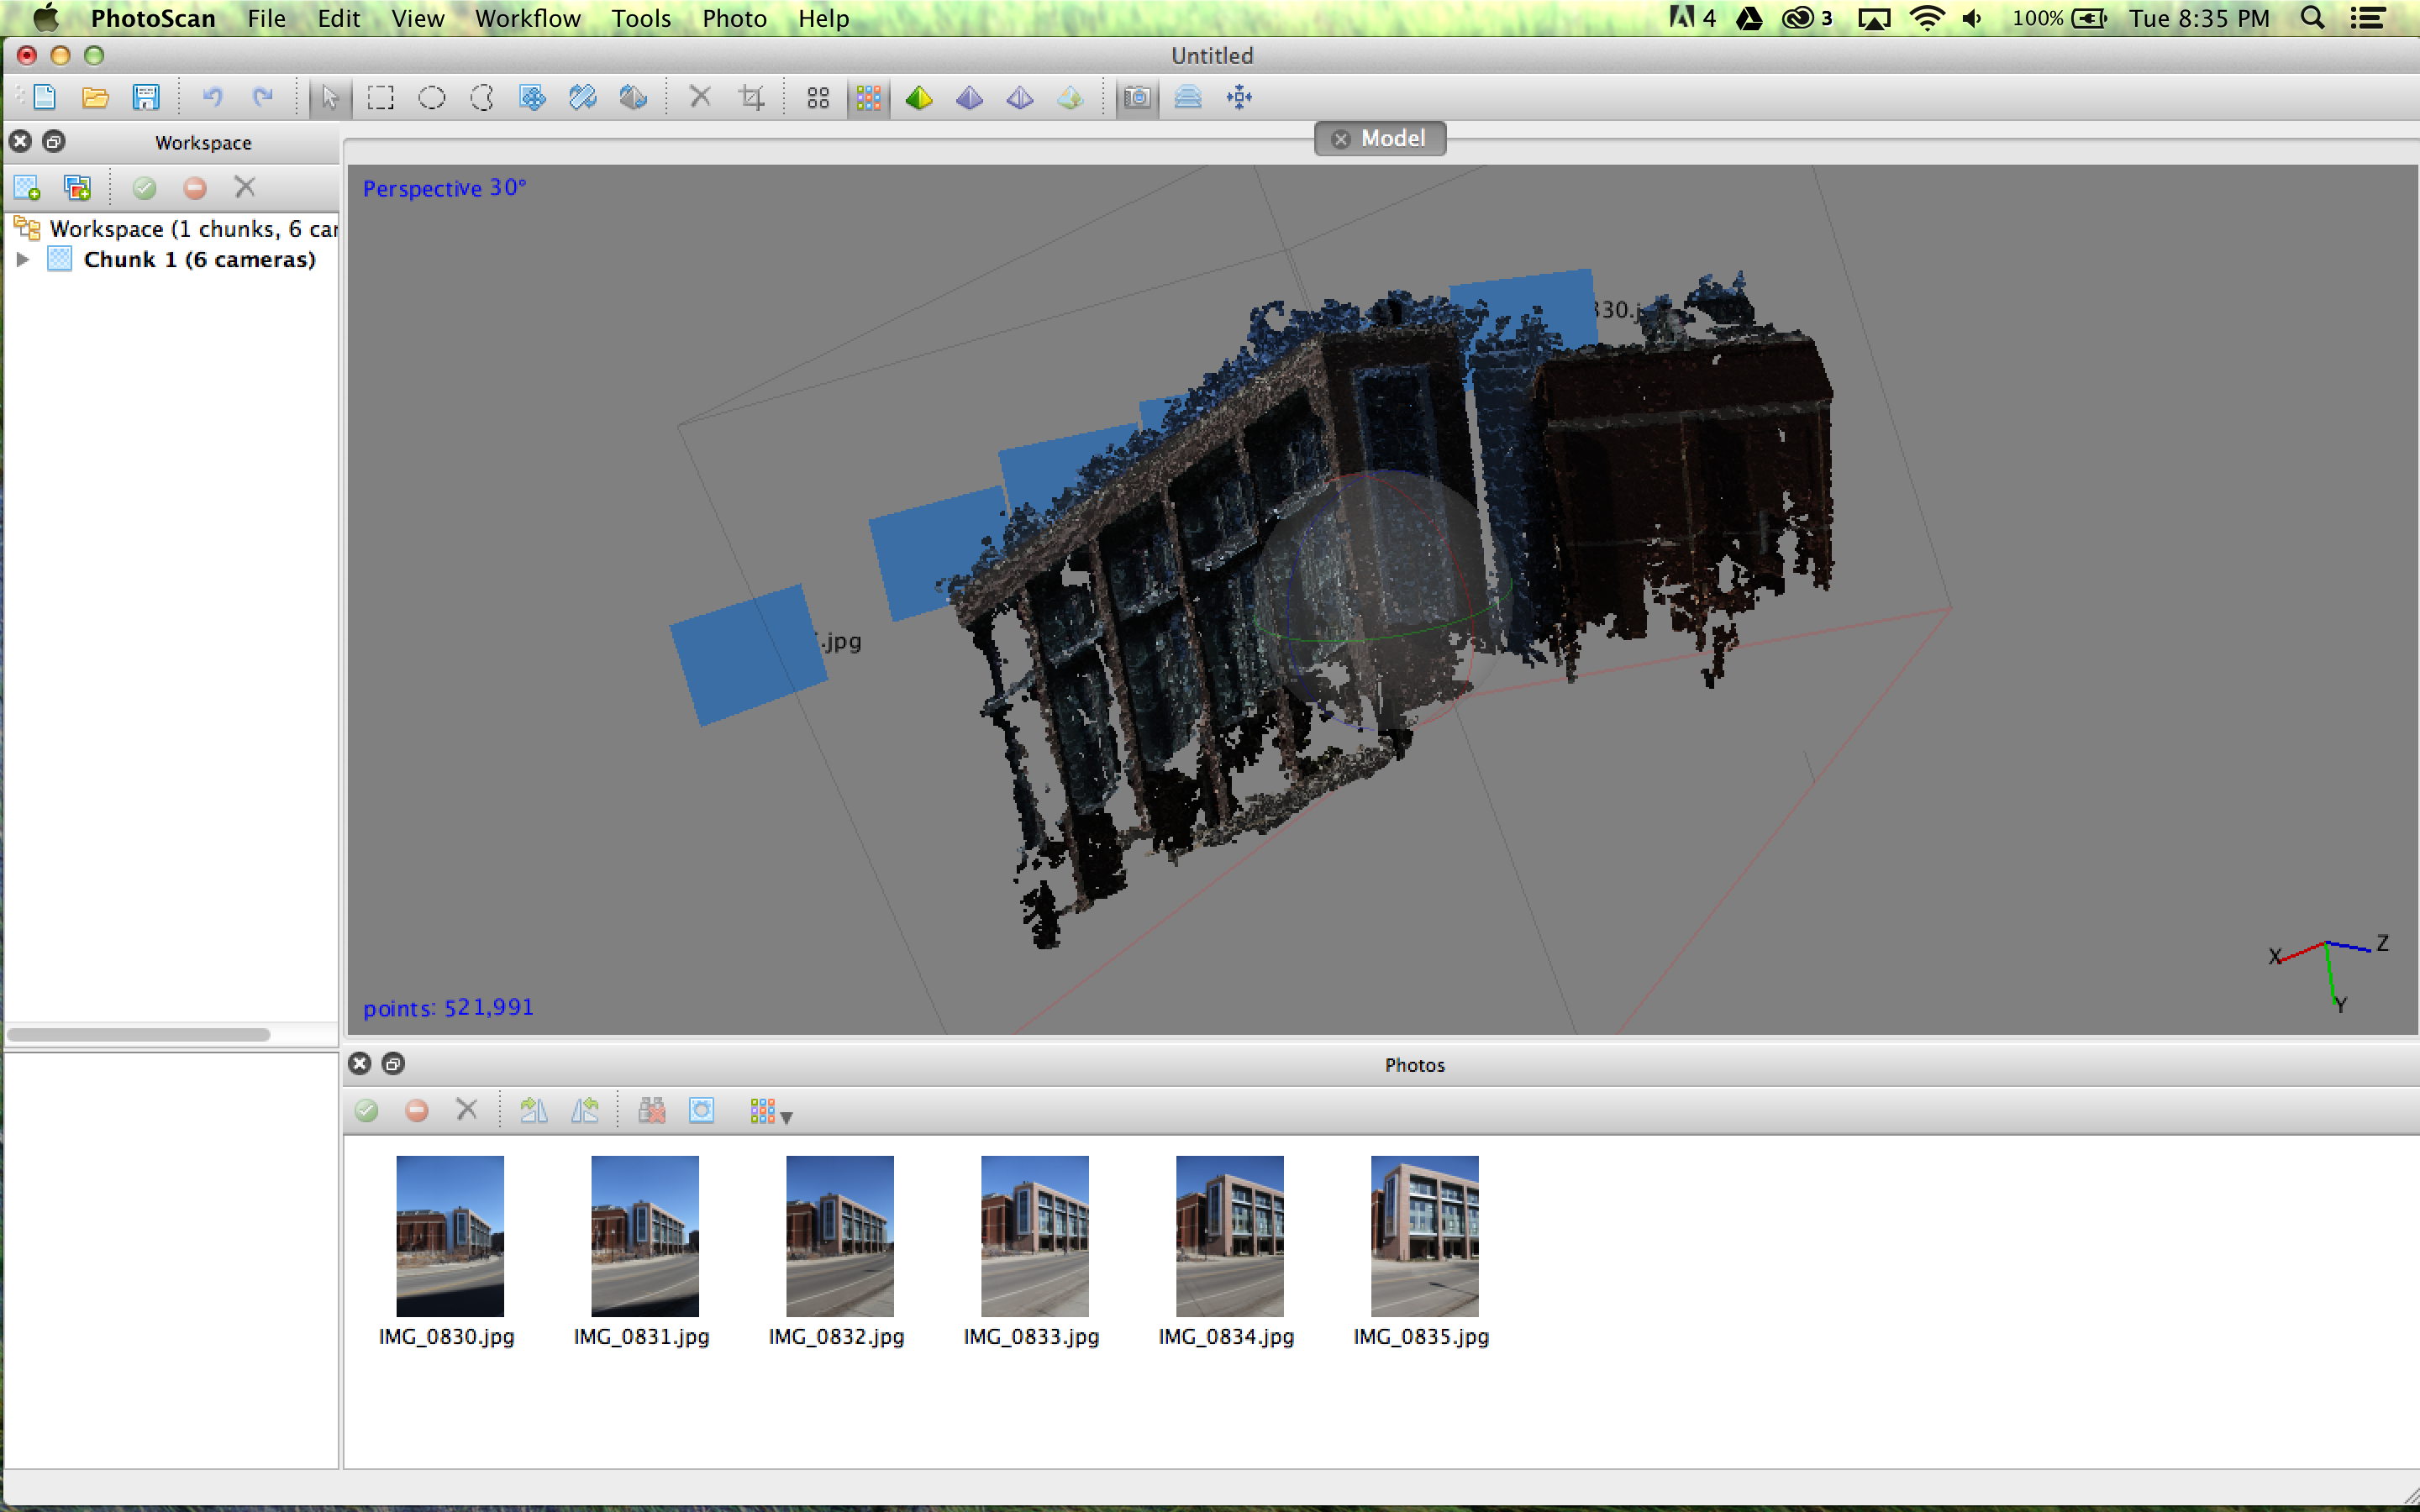 PhotoScan File Edit View Workflow Tools Photo Help 4 3 100% Tue 8:35 PM
Untitled
Workspace
Model
Workspace (1 chunks, 6 car
Chunk 1 (6 cameras)
Perspective 30°
330.j
.jpg
X Z
Y
points: 521,991
Photos
IMG_0830.jpg IMG_0831.jpg IMG_0832.jpg IMG_0833.jpg IMG_0834.jpg IMG_0835.jpg